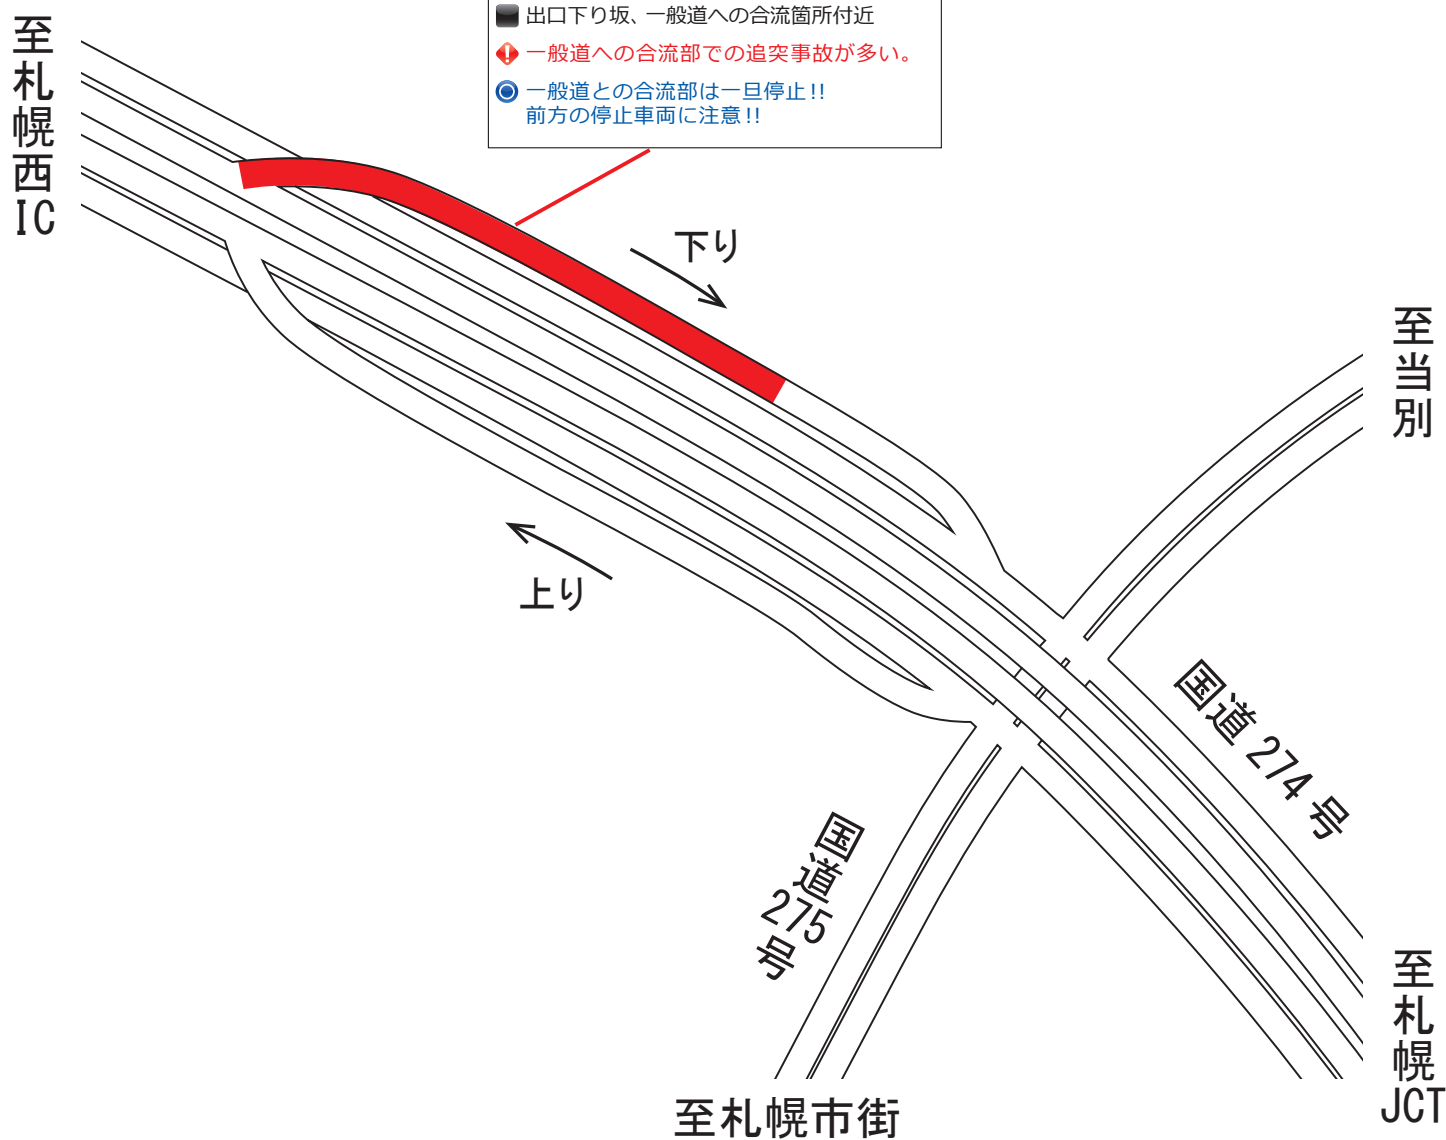 出口下り坂、一般道への合流箇所付近
一般道への合流部での追突事故が多い。
一般道との合流部は一旦停止!!
前方の停止車両に注意!!
至札幌西IC
下り
至当別
上り
国道274号
国道275号
至札幌JCT
至札幌市街